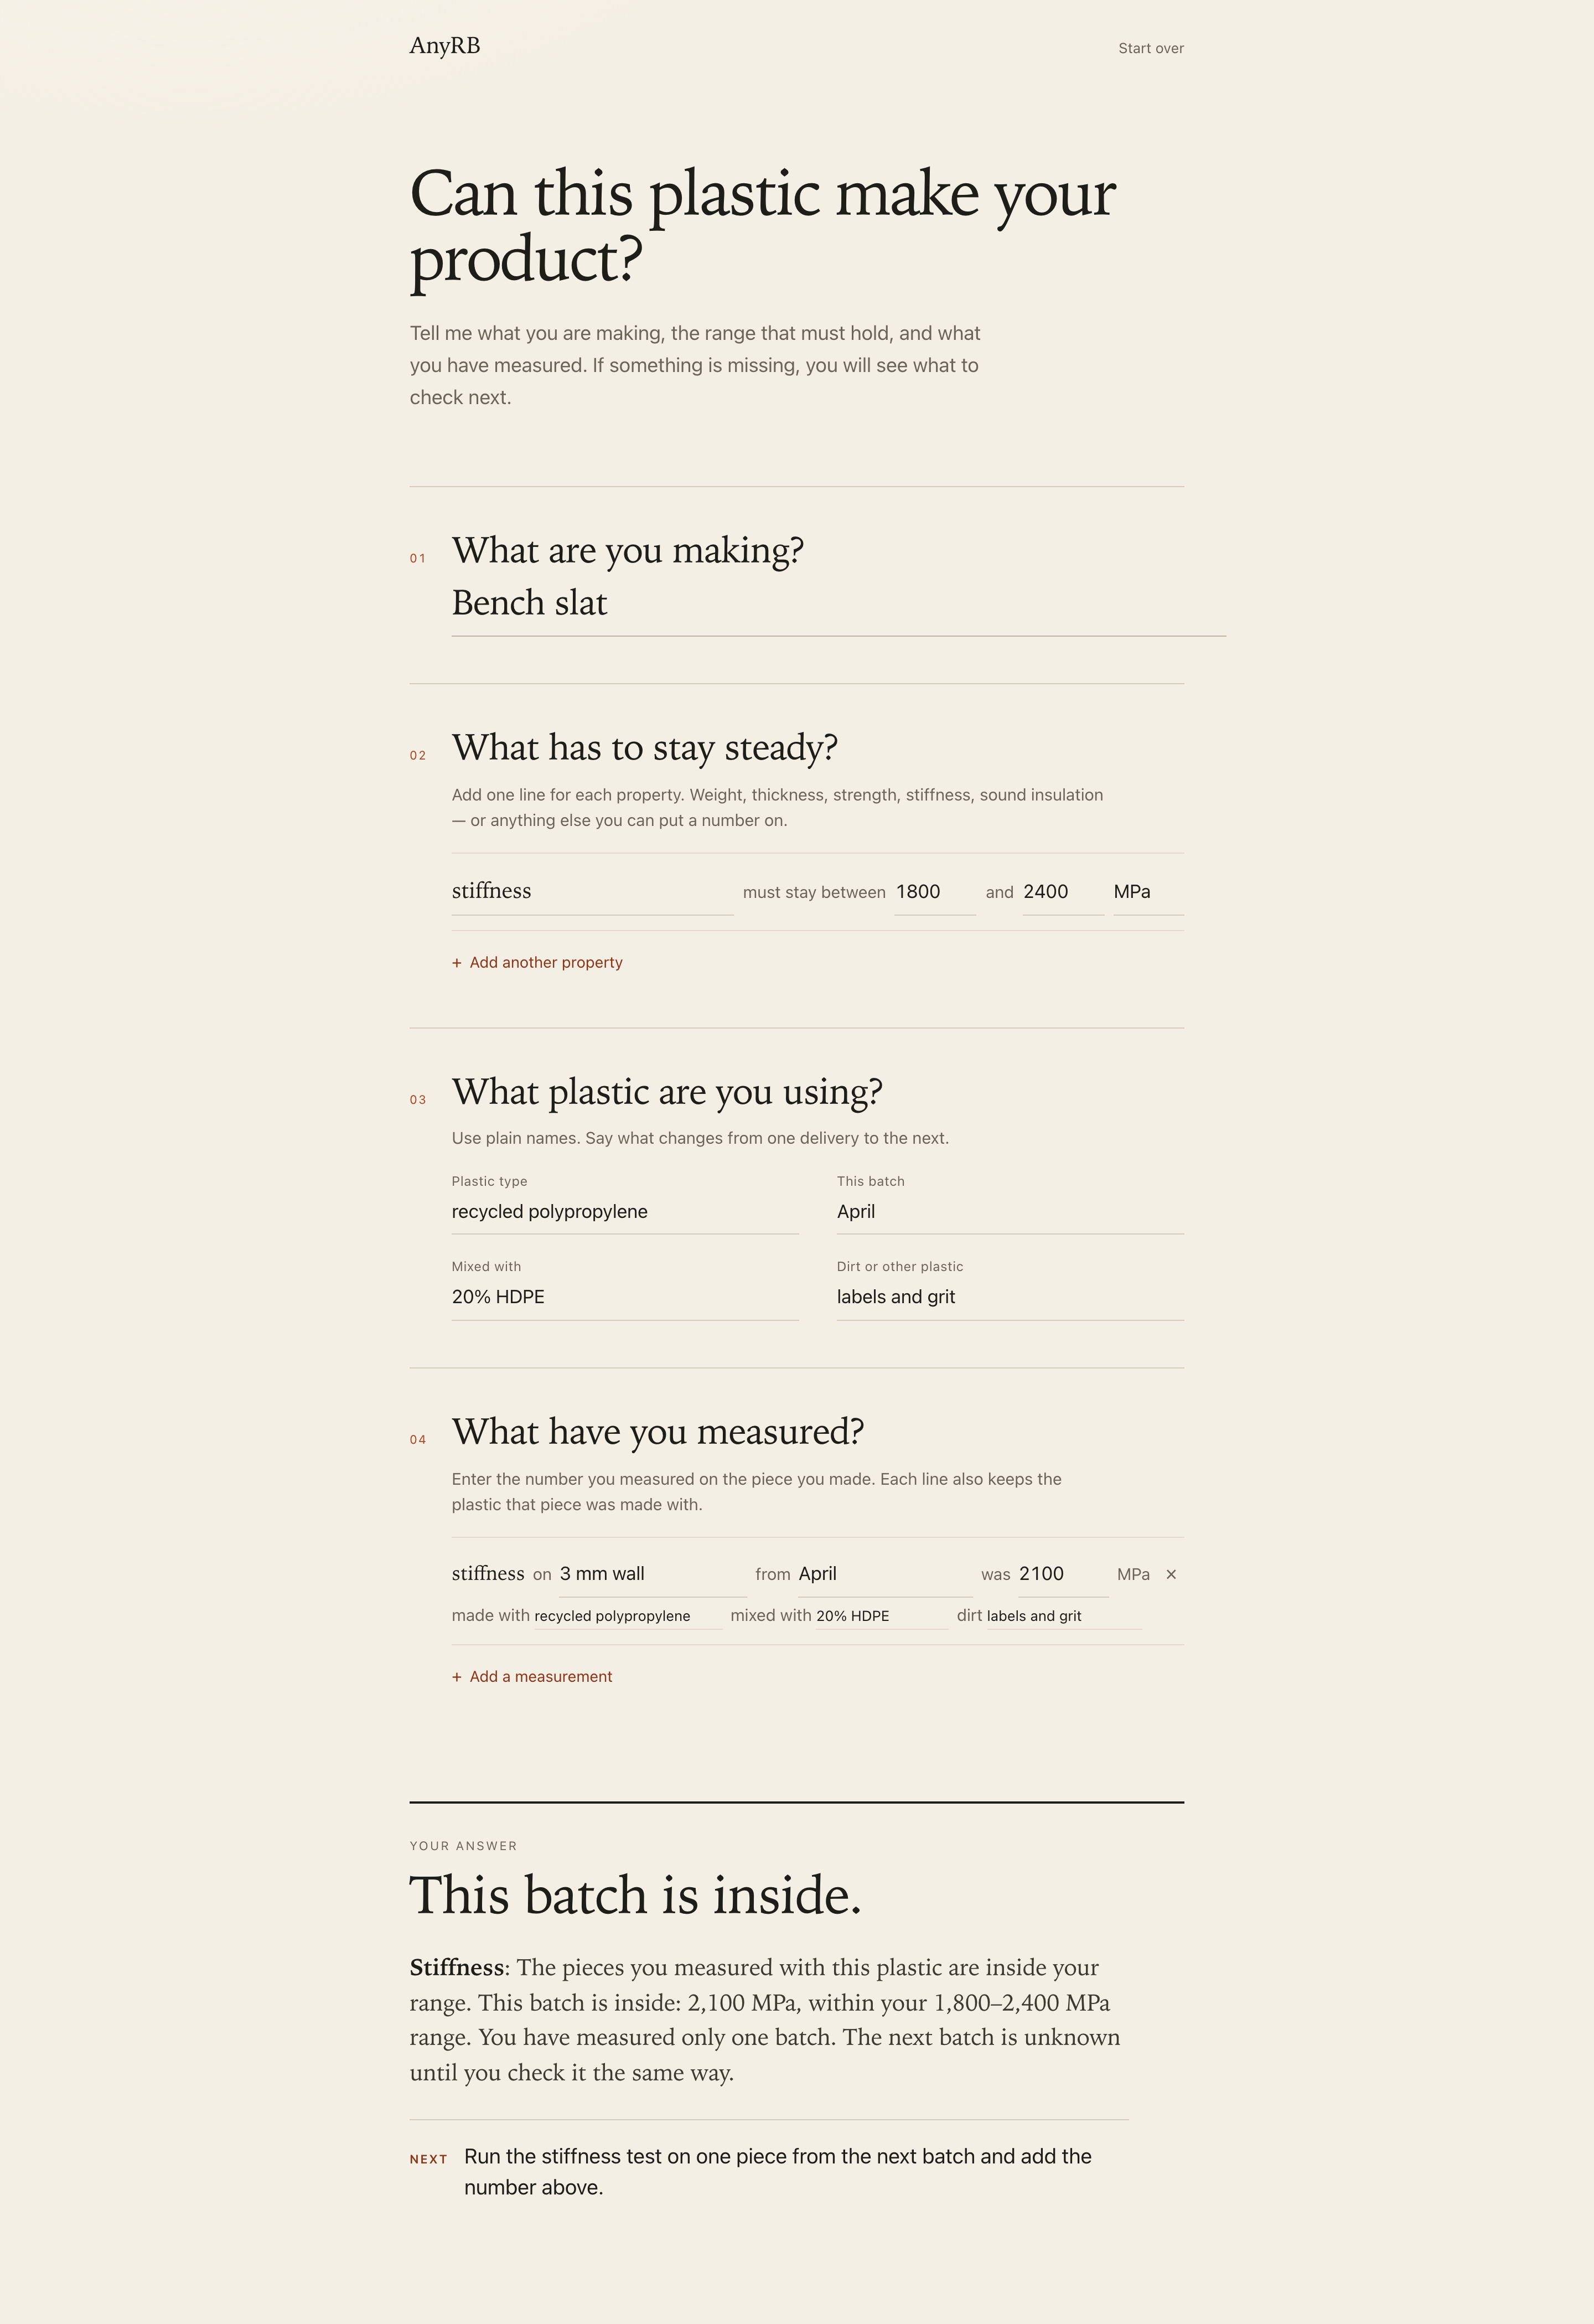 AnyRB
Start over
Can this plastic make your
product?
Tell me what you are making, the range that must hold, and what
you have measured. If something is missing, you will see what to
check next.
01
What are you making?
Bench slat
02
What has to stay steady?
Add one line for each property. Weight, thickness, strength, stiffness, sound insulation
— or anything else you can put a number on.
stiffness must stay between 1800 and 2400 MPa
+ Add another property
03
What plastic are you using?
Use plain names. Say what changes from one delivery to the next.
Plastic type
recycled polypropylene
This batch
April
Mixed with
20% HDPE
Dirt or other plastic
labels and grit
04
What have you measured?
Enter the number you measured on the piece you made. Each line also keeps the
plastic that piece was made with.
stiffness on 3 mm wall from April was 2100 MPa ×
made with recycled polypropylene mixed with 20% HDPE dirt labels and grit
+ Add a measurement
YOUR ANSWER
This batch is inside.
Stiffness: The pieces you measured with this plastic are inside your
range. This batch is inside: 2,100 MPa, within your 1,800–2,400 MPa
range. You have measured only one batch. The next batch is unknown
until you check it the same way.
NEXT
Run the stiffness test on one piece from the next batch and add the
number above.